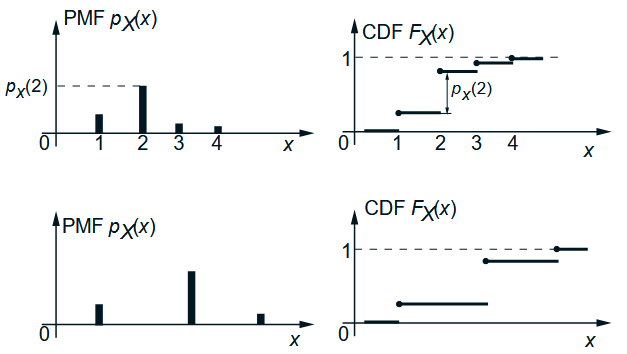 PMF pX(x)
pX(2)
0 1 2 3 4 x
CDF FX(x)
1
pX(2)
0 1 2 3 4 x
PMF pX(x)
0 x
CDF FX(x)
1
0 x